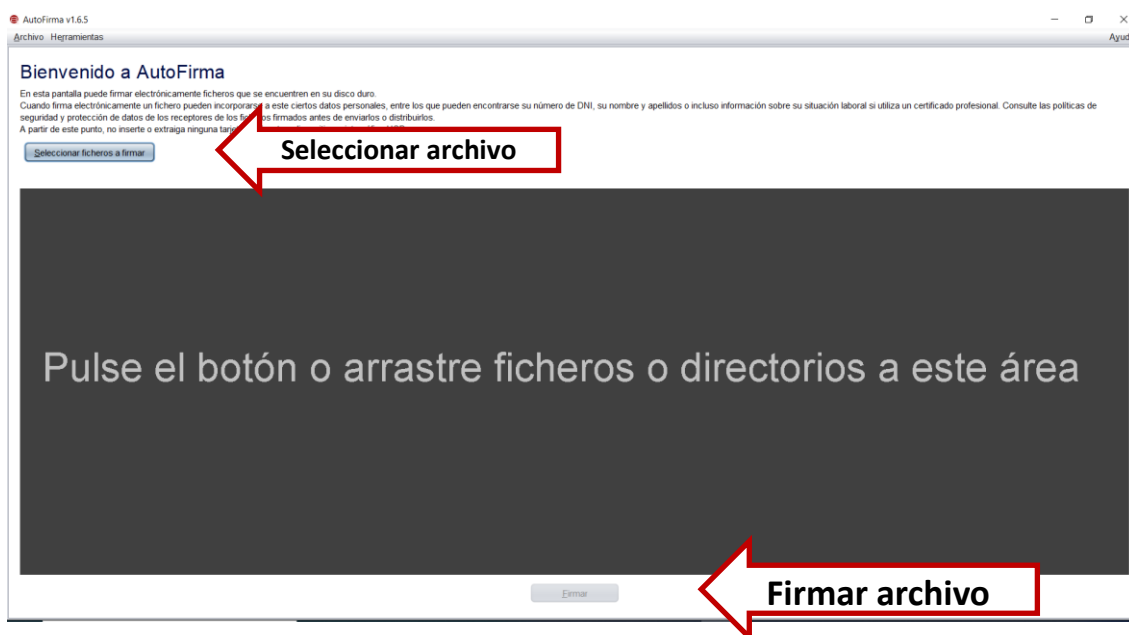 AutoFirma v1.6.5
Archivo Herramientas
Ayud
Bienvenido a AutoFirma
En esta pantalla puede firmar electrónicamente ficheros que se encuentren en su disco duro.
Cuando firma electrónicamente un fichero pueden incorporarse a este ciertos datos personales, entre los que pueden encontrarse su número de DNI, su nombre y apellidos o incluso información sobre su situación laboral si utiliza un certificado profesional. Consulte las políticas de
seguridad y protección de datos de los receptores de los ficheros firmados antes de enviarlos o distribuirlos.
A partir de este punto, no inserte o extraiga ninguna
Seleccionar ficheros a firmar
Seleccionar archivo
Pulse el botón o arrastre ficheros o directorios a este área
Firmar
Firmar archivo